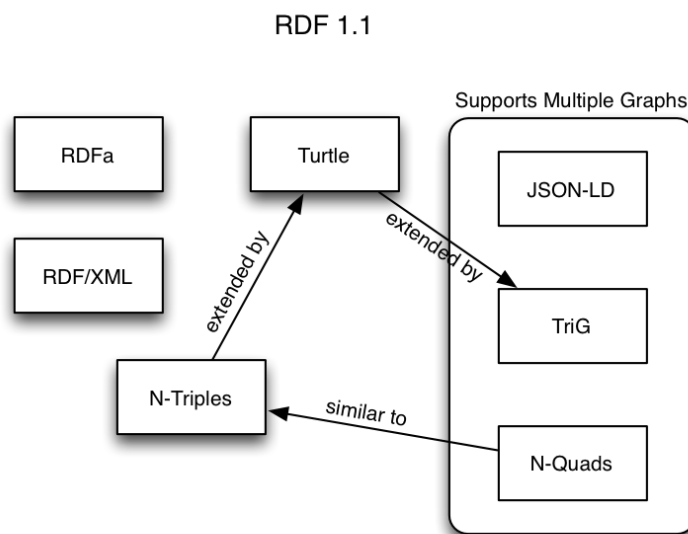 RDF 1.1
Supports Multiple Graphs
RDFa
Turtle
JSON-LD
extended by
extended by
RDF/XML
TriG
N-Triples
similar to
N-Quads